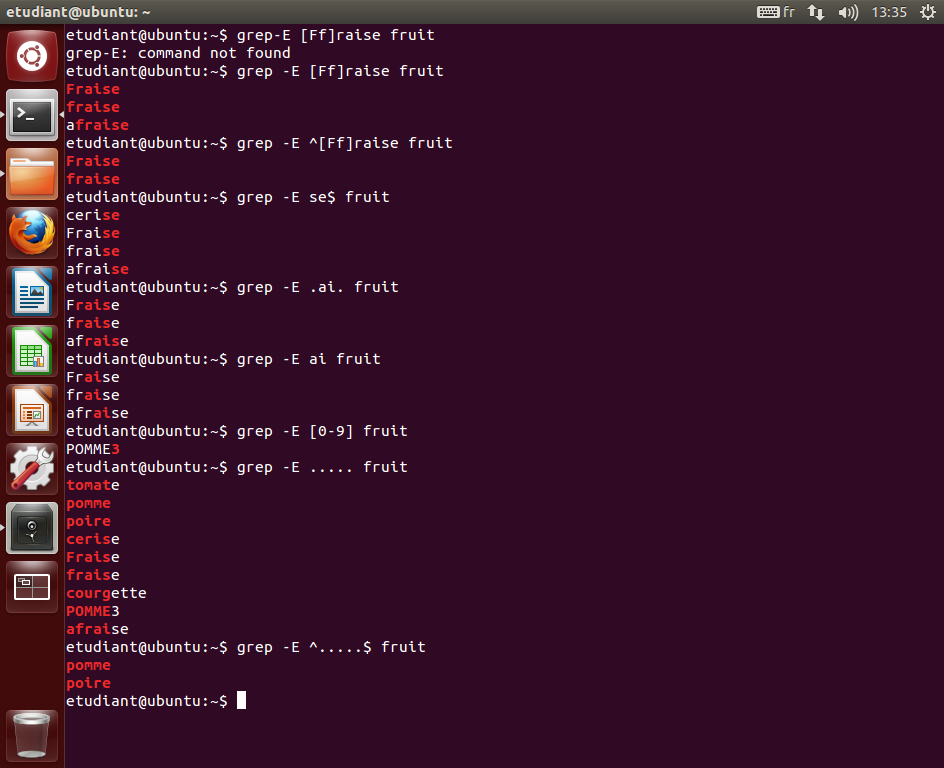 etudiant@ubuntu: ~
fr
13:35
etudiant@ubuntu:~$ grep-E [Ff]raise fruit
grep-E: command not found
etudiant@ubuntu:~$ grep -E [Ff]raise fruit
Fraise
fraise
afraise
etudiant@ubuntu:~$ grep -E ^[Ff]raise fruit
Fraise
fraise
etudiant@ubuntu:~$ grep -E se$ fruit
cerise
Fraise
fraise
afraise
etudiant@ubuntu:~$ grep -E .ai. fruit
Fraise
fraise
afraise
etudiant@ubuntu:~$ grep -E ai fruit
Fraise
fraise
afraise
etudiant@ubuntu:~$ grep -E [0-9] fruit
POMME3
etudiant@ubuntu:~$ grep -E ..... fruit
tomate
pomme
poire
cerise
Fraise
fraise
courgette
POMME3
afraise
etudiant@ubuntu:~$ grep -E ^.....$ fruit
pomme
poire
etudiant@ubuntu:~$